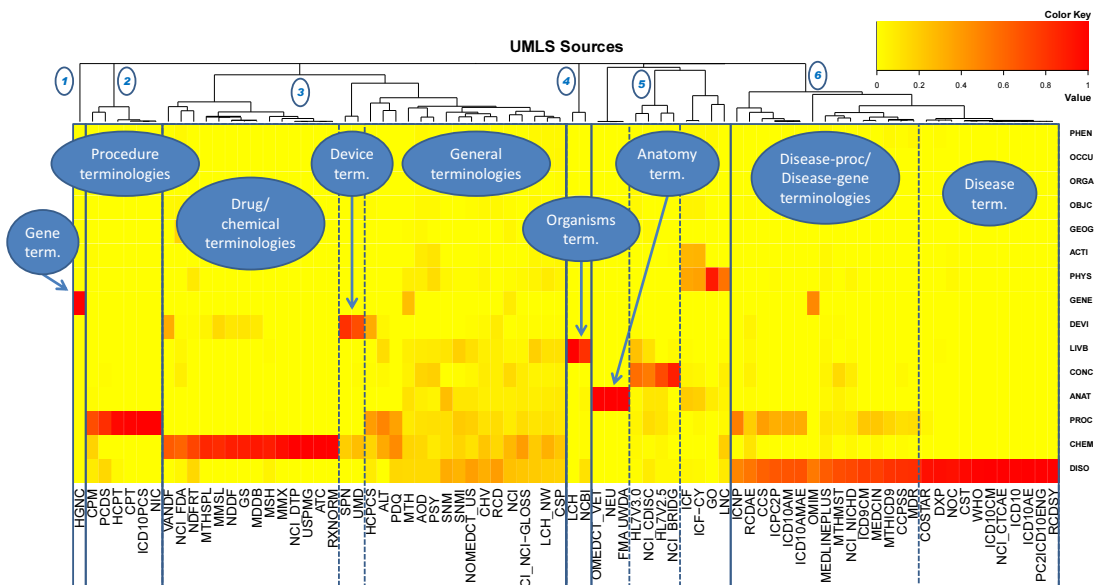 Color Key
UMLS Sources
0
0.2
0.4
0.6
0.8
1
Value
1
2
3
4
5
6
Procedure
terminologies
Device
term.
General
terminologies
Anatomy
term.
Disease-proc/
Disease-gene
terminologies
Disease
term.
Drug/
chemical
terminologies
Organisms
term.
Gene
term.
PHEN
OCCU
ORGA
OBJC
GEOG
ACTI
PHYS
GENE
DEVI
LIVB
CONC
ANAT
PROC
CHEM
DISO
HGNC
CPM
PCDS
HCPT
CPT
ICD10PCS
NIC
VANDF
NCI_FDA
NDFRT
MTHSPL
MMSL
NDDF
GS
MDDB
MSH
MMX
NCI_DTP
USPMG
ATC
RXNORM
SPN
UMD
HCPCS
ALT
PDQ
MTH
AOD
PSY
SNM
SNMI
NOMEDCT_US
CHV
RCD
NCI
CI_NCI-GLOSS
LCH_NW
CSP
LCH
NCBI
OMEDCT_VET
NEU
FMA_UWDA
HL7V3.0
NCI_CDISC
HL7V2.5
NCI_BRIDG
ICF
ICF-CY
GO
LNC
ICNP
RCDAE
CCS
ICPC2P
ICD10AM
ICD10AMAE
OMIM
MEDLINEPLUS
MTHMST
NCI_NICHD
ICD9CM
MEDCIN
MTHICD9
CCPSS
MDR
COSTAR
DXP
NOC
CST
WHO
ICD10CM
NCI_CTCAE
ICD10
ICD10AE
PC2ICD10ENG
RCDSY